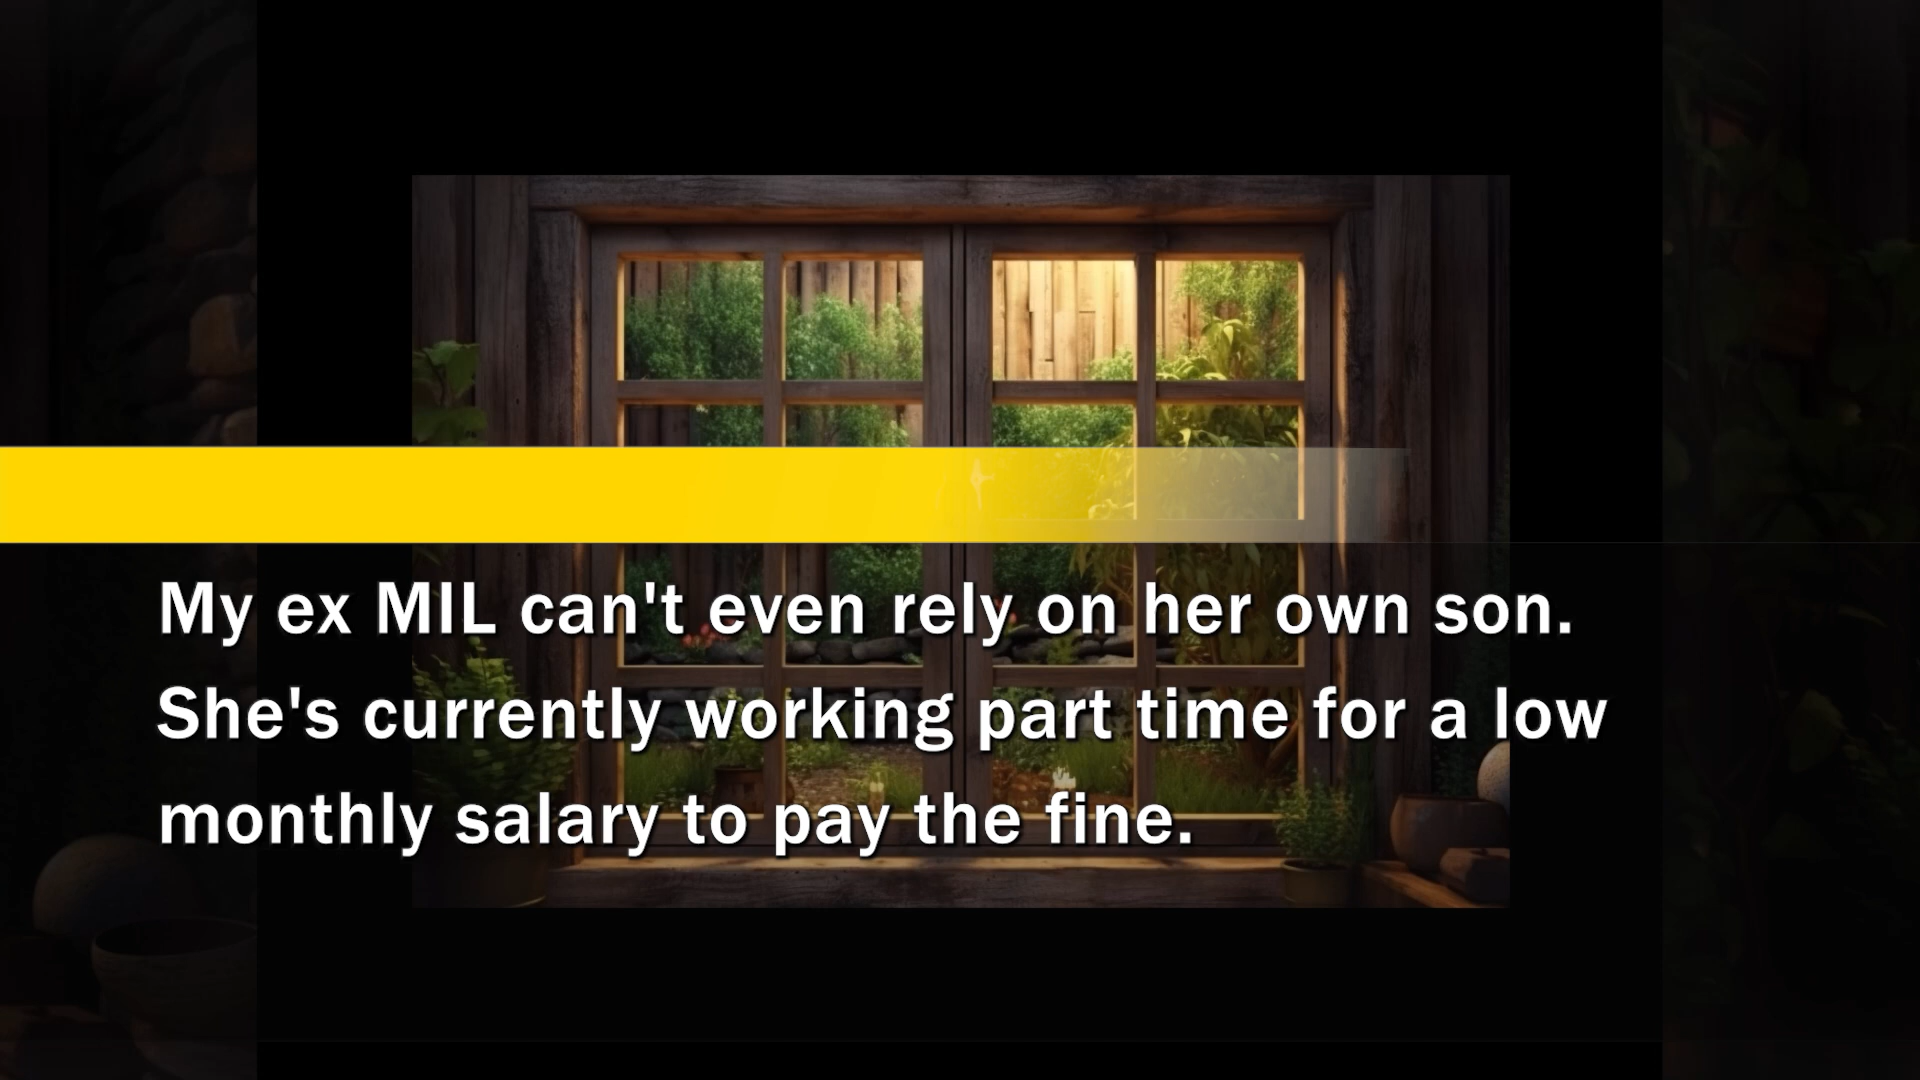 My ex MIL can't even rely on her own son.
She's currently working part time for a low
monthly salary to pay the fine.